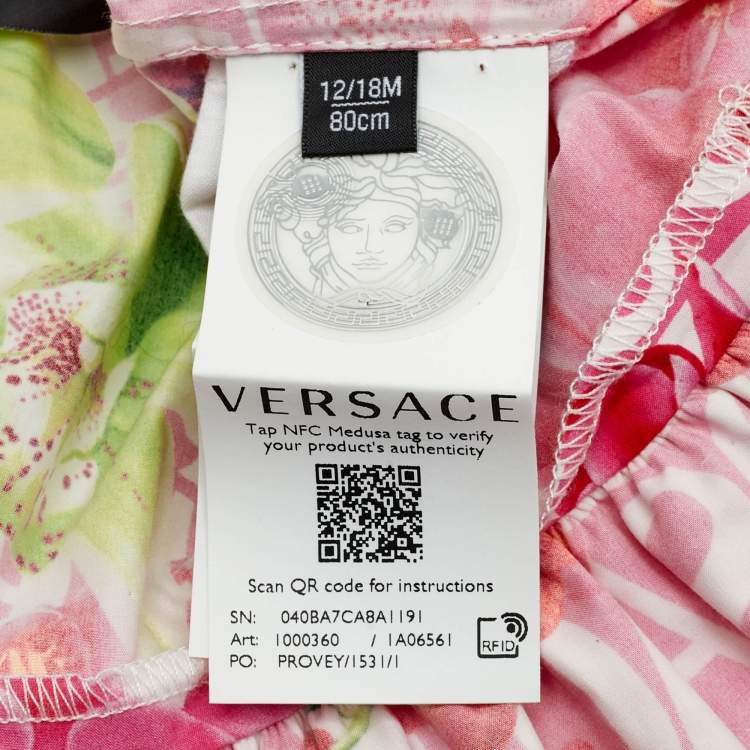 12/18M
80cm
VERSACE
Tap NFC Medusa tag to verify
your product's authenticity
Scan QR code for instructions
SN: 040BA7CA8A1191
Art: 1000360 / 1A06561
PO: PROVEY/1531/1
RFID